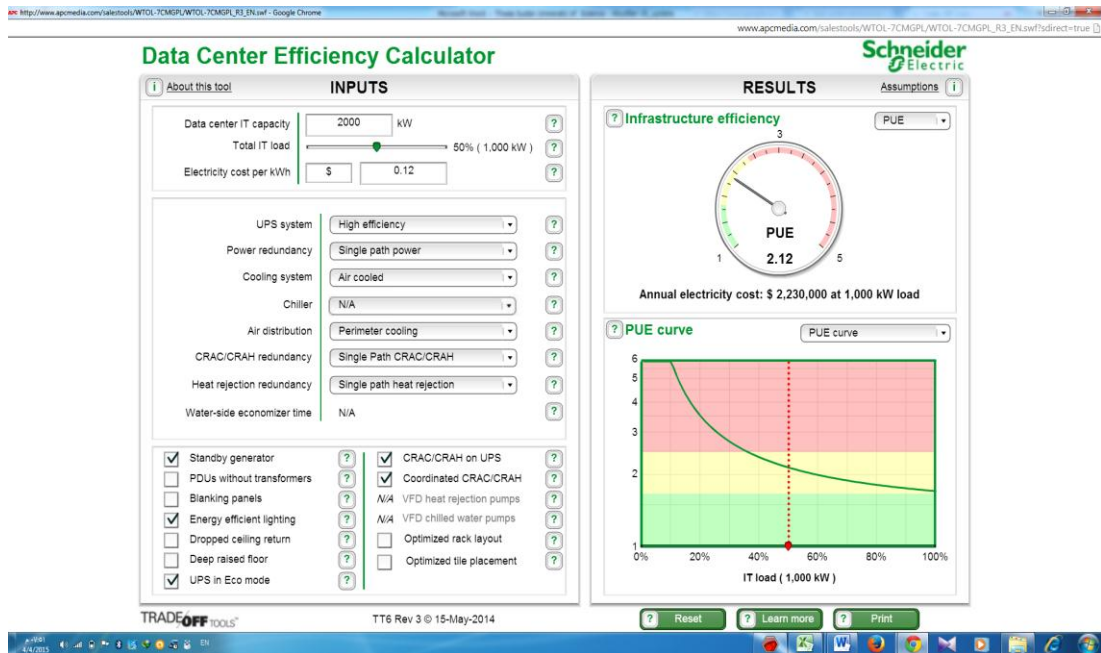 http://www.apcmedia.com/salestools/WTOL-7CMGPL/WTOL-7CMGPL_R3_EN.swf - Google Chrome
www.apcmedia.com/salestools/WTOL-7CMGPL/WTOL-7CMGPL_R3_EN.swf?sdirect=true
Data Center Efficiency Calculator
Schneider
Electric
i About this tool INPUTS
Data center IT capacity 2000 kW ?
Total IT load 50% ( 1,000 kW ) ?
Electricity cost per kWh $ 0.12 ?
UPS system High efficiency ?
Power redundancy Single path power ?
Cooling system Air cooled ?
Chiller N/A ?
Air distribution Perimeter cooling ?
CRAC/CRAH redundancy Single Path CRAC/CRAH ?
Heat rejection redundancy Single path heat rejection ?
Water-side economizer time N/A ?
Standby generator ? CRAC/CRAH on UPS ?
PDUs without transformers ? Coordinated CRAC/CRAH ?
Blanking panels ? N/A VFD heat rejection pumps ?
Energy efficient lighting ? N/A VFD chilled water pumps ?
Dropped ceiling return ? Optimized rack layout ?
Deep raised floor ? Optimized tile placement ?
UPS in Eco mode ?
RESULTS Assumptions i
? Infrastructure efficiency PUE
3
PUE
1 2.12 5
Annual electricity cost: $ 2,230,000 at 1,000 kW load
? PUE curve PUE curve
6
5
4
3
2
1
0% 20% 40% 60% 80% 100%
IT load ( 1,000 kW )
TRADEOFF TOOLS™ TT6 Rev 3 © 15-May-2014 ? Reset ? Learn more ? Print
4/4/2015 EN